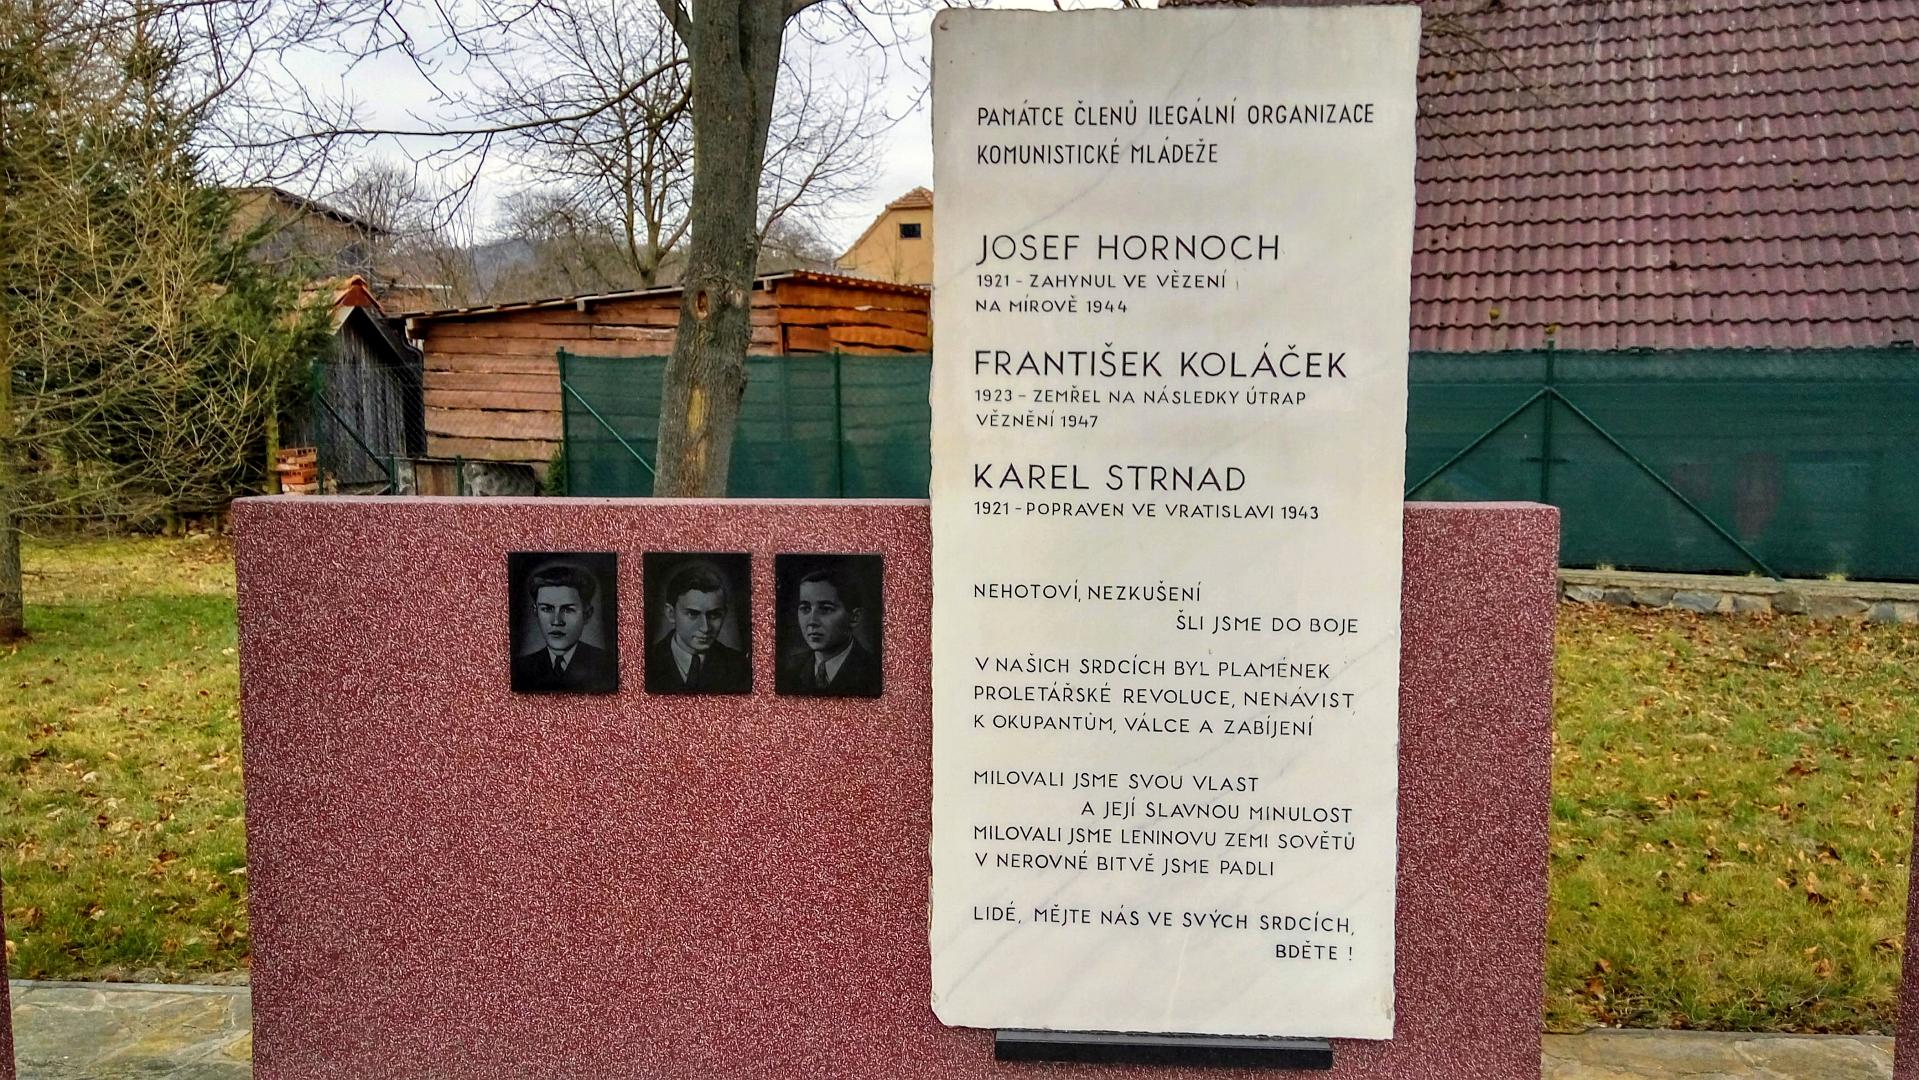 PAMÁTCE ČLENŮ ILEGÁLNÍ ORGANIZACE
KOMUNISTICKÉ MLÁDEŽE
JOSEF HORNOCH
1921 - ZAHYNUL VE VĚZENÍ
NA MÍROVĚ 1944
FRANTIŠEK KOLÁČEK
1923 - ZEMŘEL NA NÁSLEDKY ÚTRAP
VĚZNĚNÍ 1947
KAREL STRNAD
1921 - POPRAVEN VE VRATISLAVI 1943
NEHOTOVÍ, NEZKUŠENÍ
ŠLI JSME DO BOJE
V NAŠICH SRDCÍCH BYL PLAMÉNEK
PROLETÁŘSKÉ REVOLUCE, NENÁVIST
K OKUPANTŮM, VÁLCE A ZABÍJENÍ
MILOVALI JSME SVOU VLAST
A JEJÍ SLAVNOU MINULOST
MILOVALI JSME LENINOVU ZEMI SOVĚTŮ
V NEROVNÉ BITVĚ JSME PADLI
LIDÉ, MĚJTE NÁS VE SVÝCH SRDCÍCH,
BDĚTE !